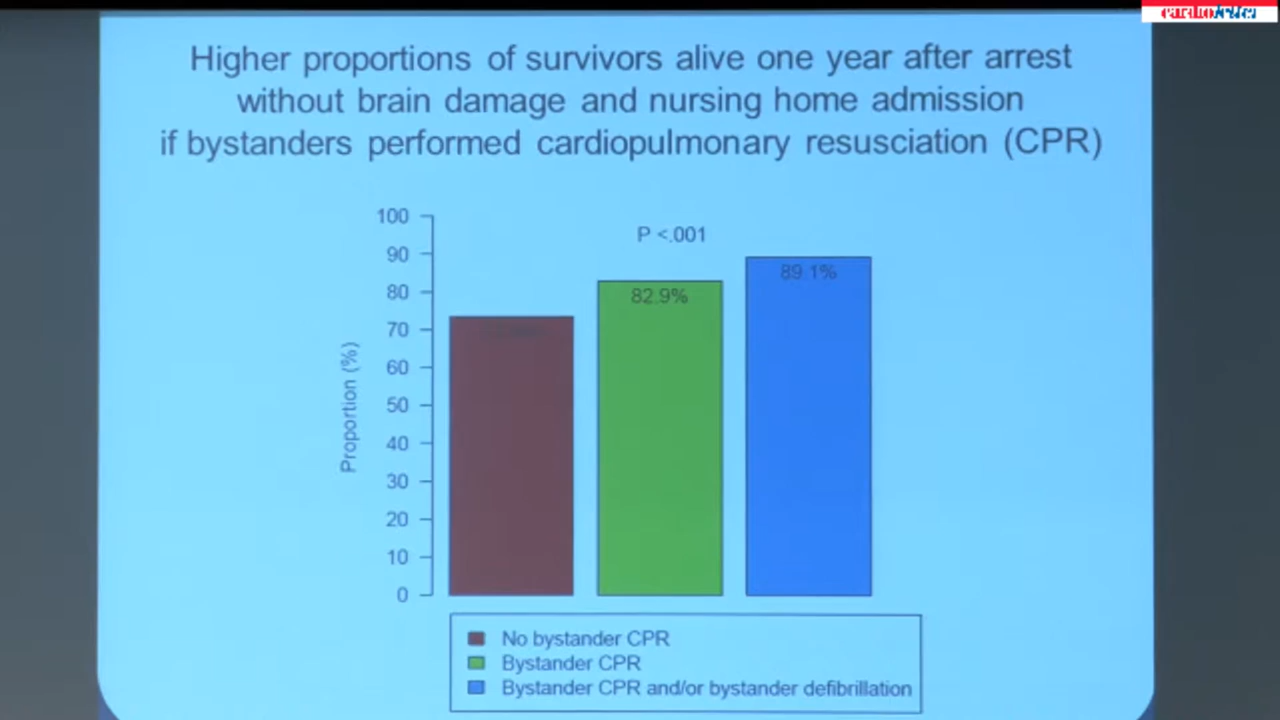 Higher proportions of survivors alive one year after arrest
without brain damage and nursing home admission
if bystanders performed cardiopulmonary resusciation (CPR)
100
P <.001
90
89.1%
80
82.9%
70
60
50
40
30
20
10
0
Proportion (%)
No bystander CPR
Bystander CPR
Bystander CPR and/or bystander defibrillation